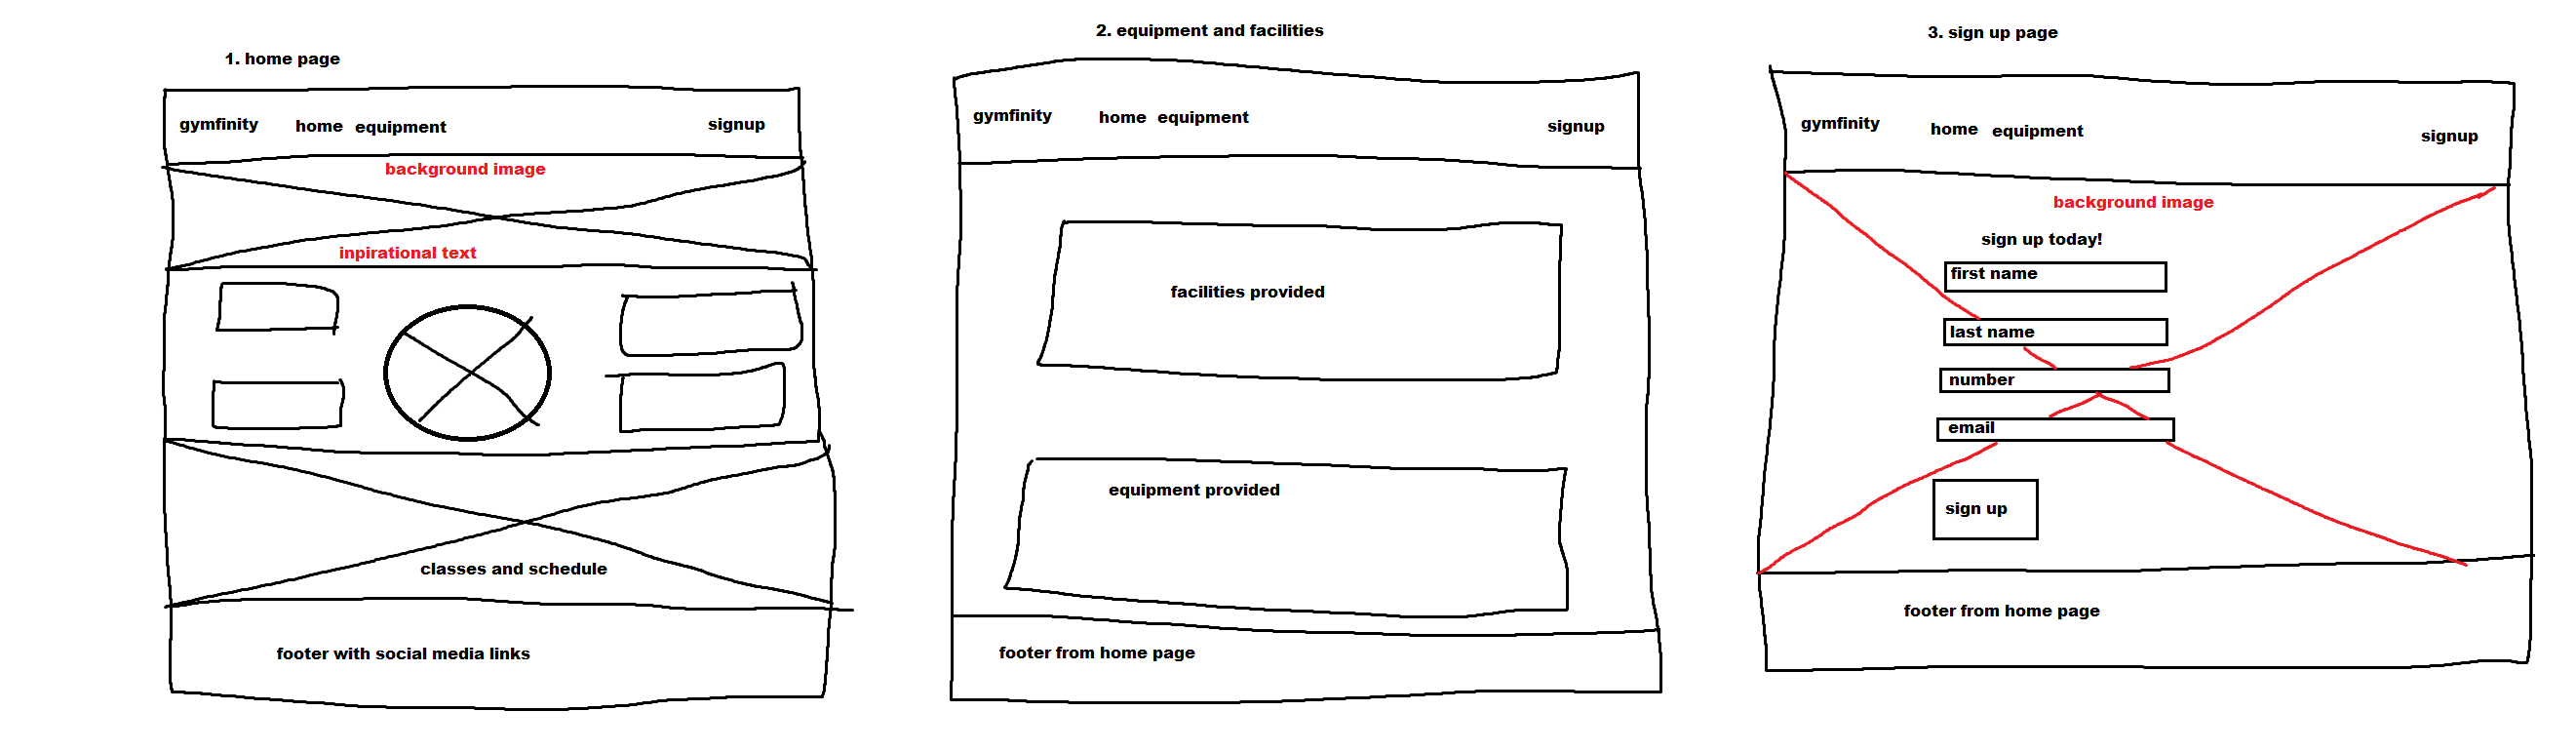 1. home page
gymfinity home equipment signup
background image
inpirational text
classes and schedule
footer with social media links
2. equipment and facilities
gymfinity home equipment signup
facilities provided
equipment provided
footer from home page
3. sign up page
gymfinity home equipment signup
background image
sign up today!
first name
last name
number
email
sign up
footer from home page